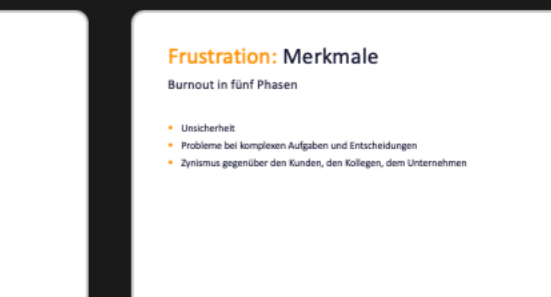 Frustration: Merkmale
Burnout in fünf Phasen
• Unsicherheit
• Probleme bei komplexen Aufgaben und Entscheidungen
• Zynismus gegenüber den Kunden, den Kollegen, dem Unternehmen